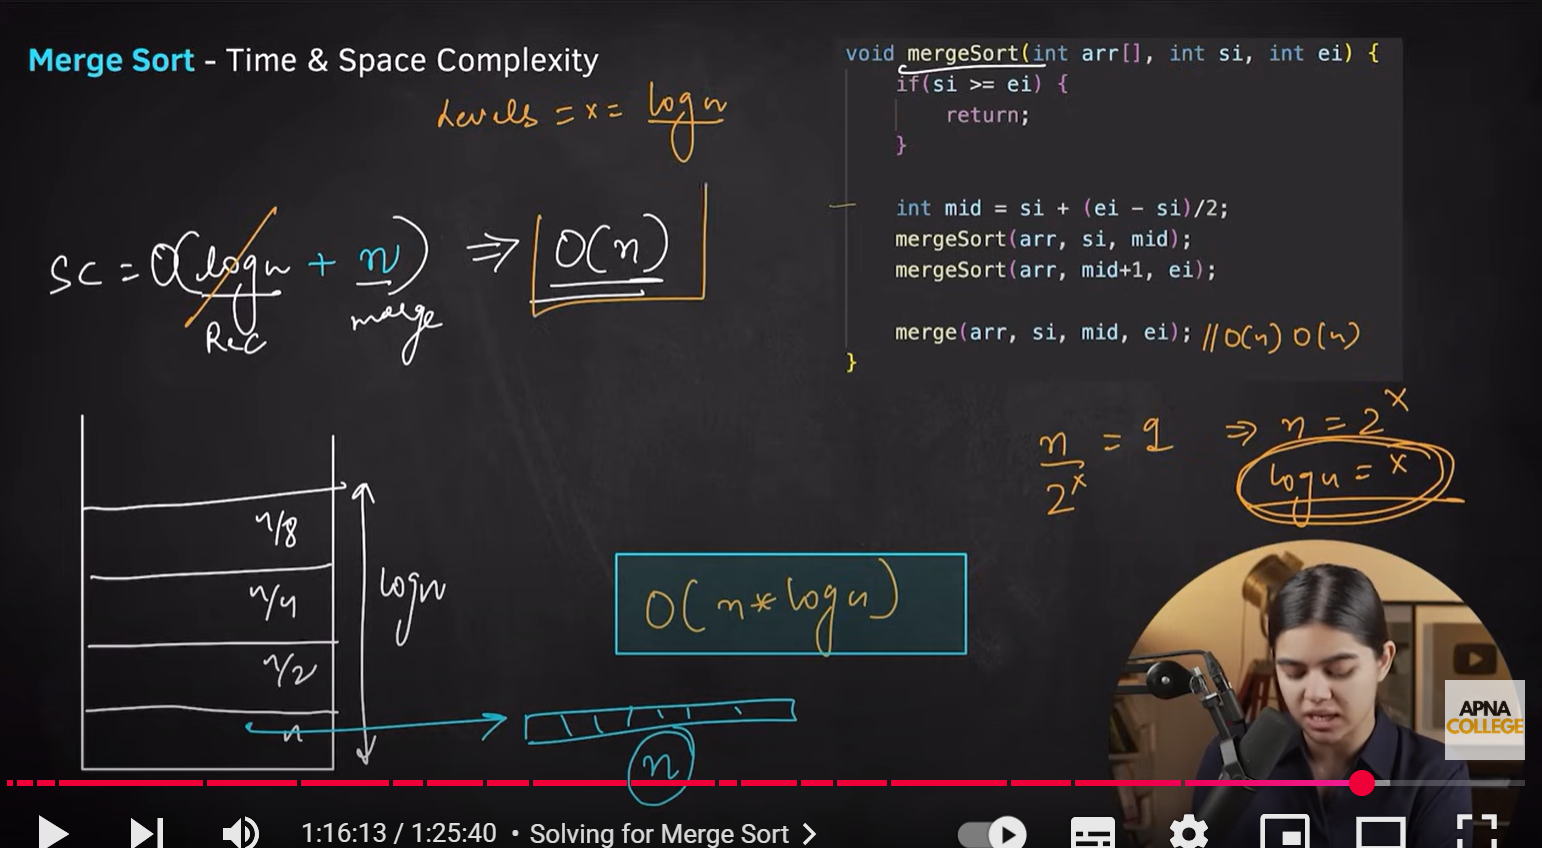 Merge Sort - Time & Space Complexity
Levels = x = log n
SC = O(log n + n) ⇒ O(n)
Rec
merge
void mergeSort(int arr[], int si, int ei) {
if(si >= ei) {
return;
}
int mid = si + (ei - si)/2;
mergeSort(arr, si, mid);
mergeSort(arr, mid+1, ei);
merge(arr, si, mid, ei); //O(n) O(n)
}
n/2^x = 1 ⇒ n = 2^x
log n = x
n/8
n/4
n/2
n
log n
O(n * log n)
n
APNA
COLLEGE
1:16:13 / 1:25:40 • Solving for Merge Sort